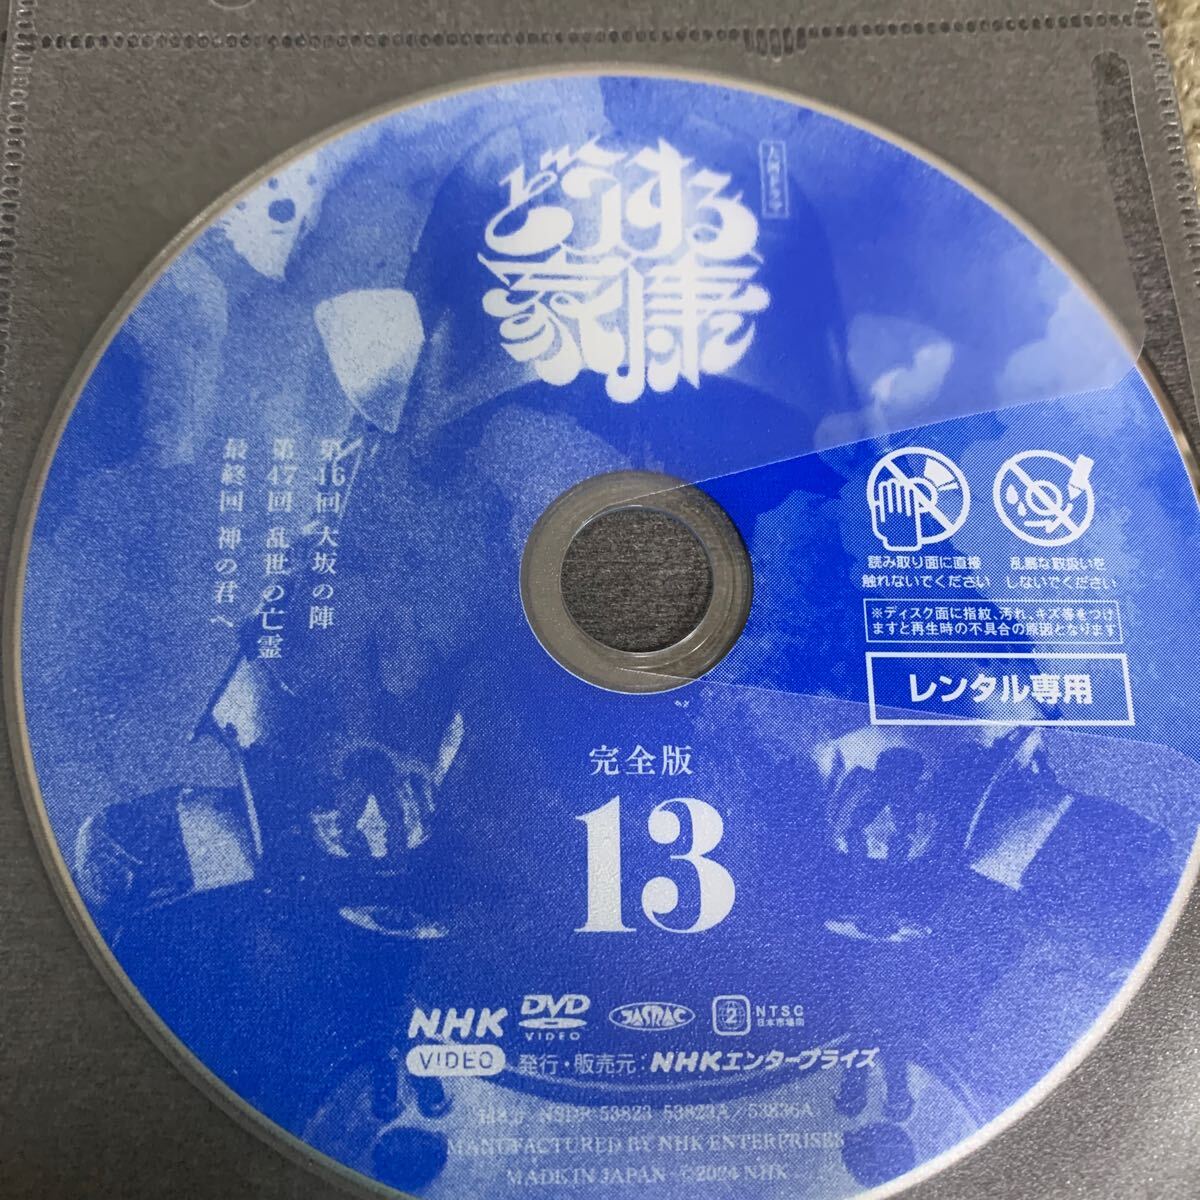 どうする
家康
大河ドラマ
第46回 大坂の陣
第47回 乱世の亡霊
最終回 神の君へ
読み取り面に直接
触れないでください
乱暴な取扱いを
しないでください
※ディスク面に指紋、汚れ、キズ等をつけ
ますと再生時の不具合の原因となります
レンタル専用
完全版
13
NHK
VIDEO
DVD
VIDEO
JASRAC
2
NTSC
日本市場向
発行・販売元：NHKエンタープライズ
NSDR-53823 53823A／53836A
MANUFACTURED BY NHK ENTERPRISES
MADE IN JAPAN ©2024 NHK